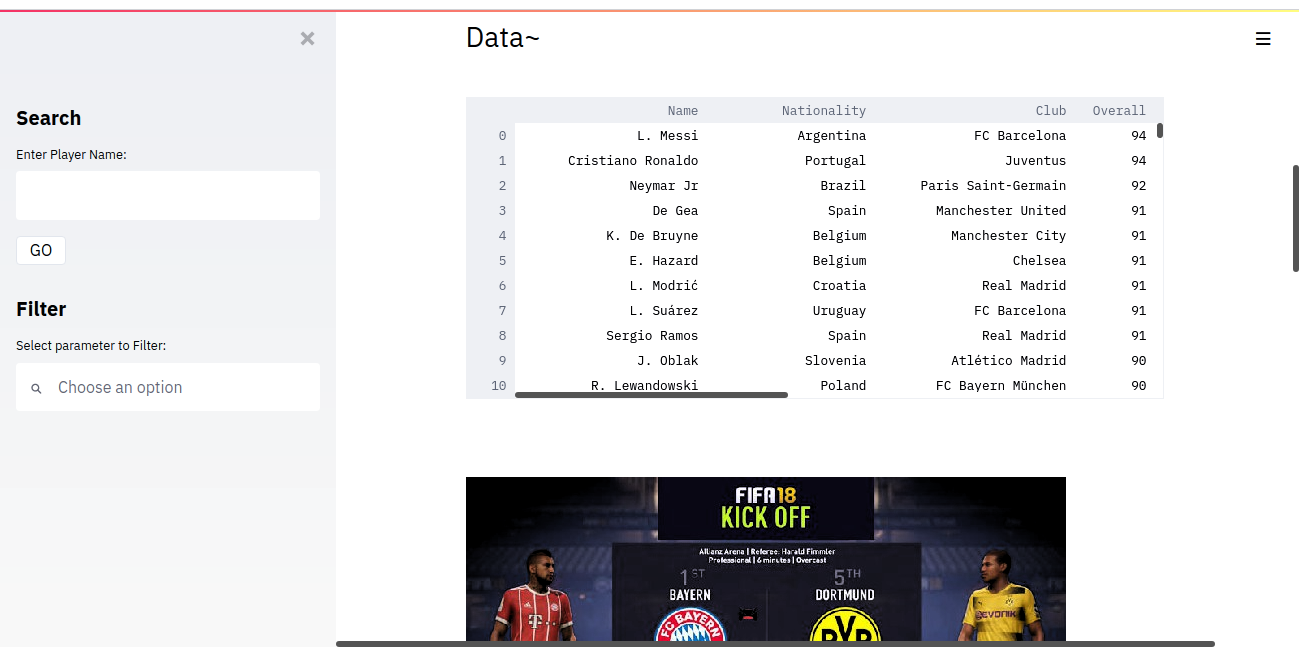 Data~
Search
Enter Player Name:
GO
Filter
Select parameter to Filter:
Choose an option
Name Nationality Club Overall
0 L. Messi Argentina FC Barcelona 94
1 Cristiano Ronaldo Portugal Juventus 94
2 Neymar Jr Brazil Paris Saint-Germain 92
3 De Gea Spain Manchester United 91
4 K. De Bruyne Belgium Manchester City 91
5 E. Hazard Belgium Chelsea 91
6 L. Modrić Croatia Real Madrid 91
7 L. Suárez Uruguay FC Barcelona 91
8 Sergio Ramos Spain Real Madrid 91
9 J. Oblak Slovenia Atlético Madrid 90
10 R. Lewandowski Poland FC Bayern München 90
FIFA18
KICK OFF
Allianz Arena | Referee: Harald Fimmler
Professional | 6 minutes | Overcast
1ST 5TH
BAYERN DORTMUND
FC BAYERN BVB
T EVONIK